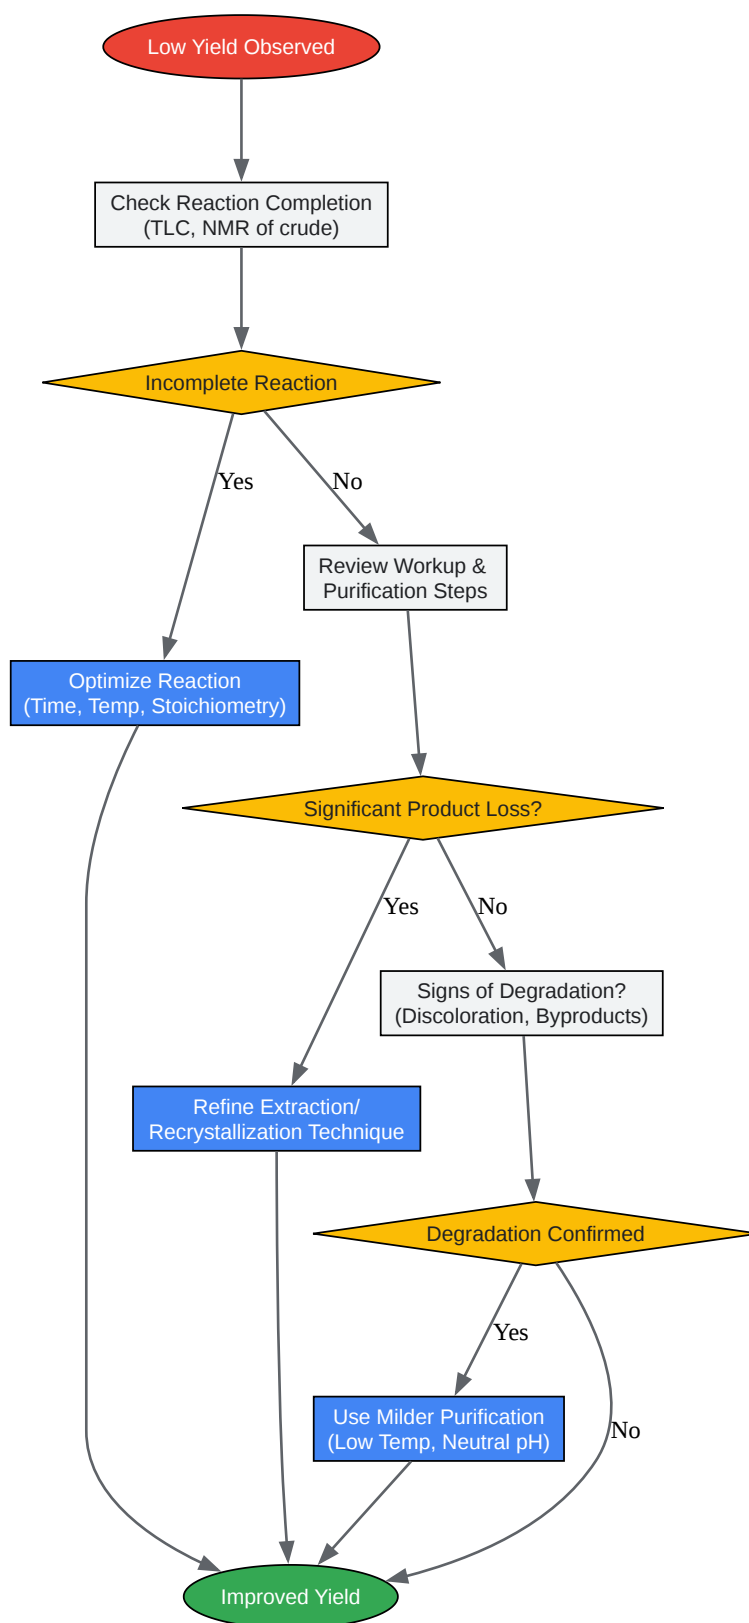 Low Yield Observed
Check Reaction Completion
(TLC, NMR of crude)
Incomplete Reaction
Yes
No
Review Workup &
Purification Steps
Optimize Reaction
(Time, Temp, Stoichiometry)
Significant Product Loss?
Yes
No
Signs of Degradation?
(Discoloration, Byproducts)
Refine Extraction/
Recrystallization Technique
Degradation Confirmed
Yes
Use Milder Purification
(Low Temp, Neutral pH)
No
Improved Yield